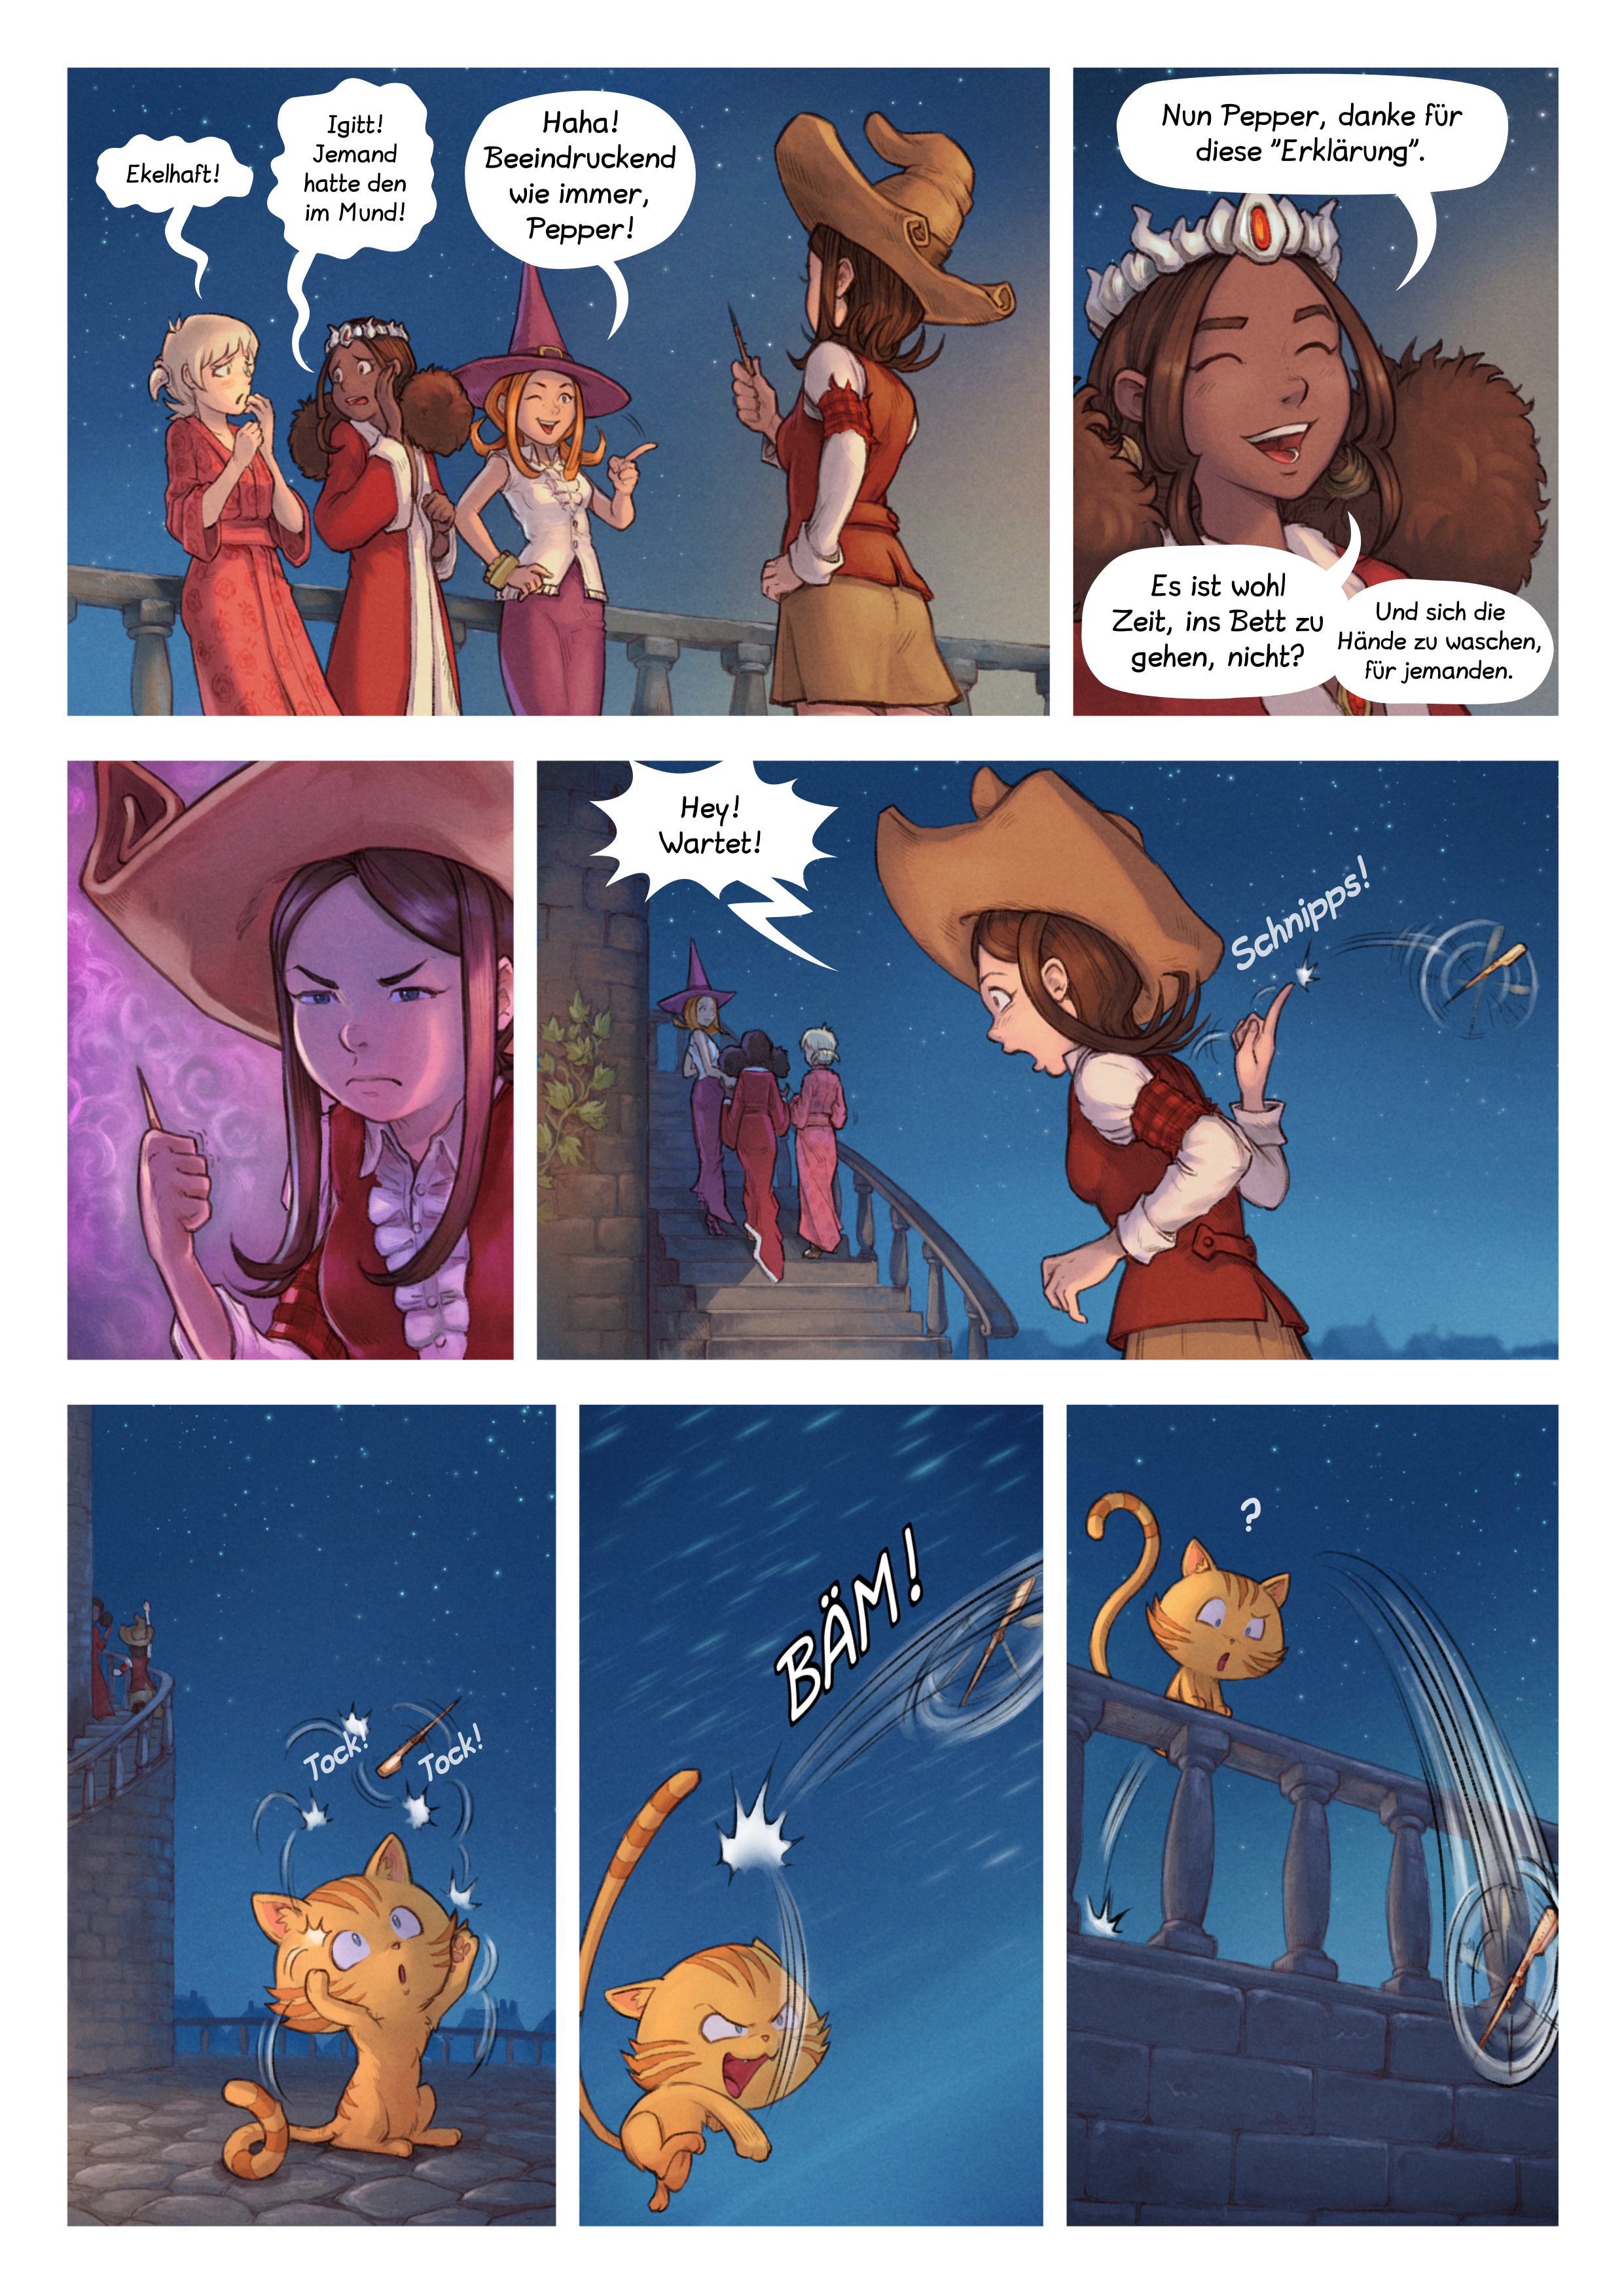 Ekelhaft!
Igitt!
Jemand
hatte den
im Mund!
Haha!
Beeindruckend
wie immer,
Pepper!
Nun Pepper, danke für
diese "Erklärung".
Es ist wohl
Zeit, ins Bett zu
gehen, nicht?
Und sich die
Hände zu waschen,
für jemanden.
Hey!
Wartet!
Schnipps!
Tock!
Tock!
BÄM!
?